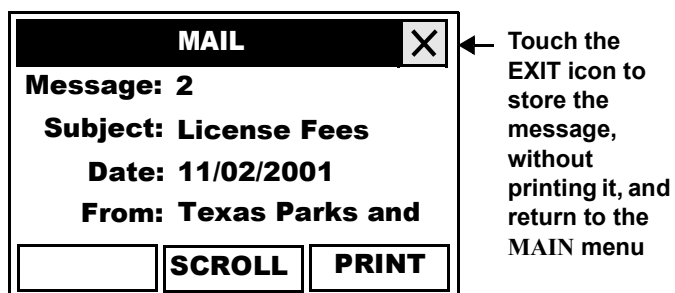 MAIL
Message: 2
Subject: License Fees
Date: 11/02/2001
From: Texas Parks and
SCROLL PRINT
Touch the
EXIT icon to
store the
message,
without
printing it, and
return to the
MAIN menu